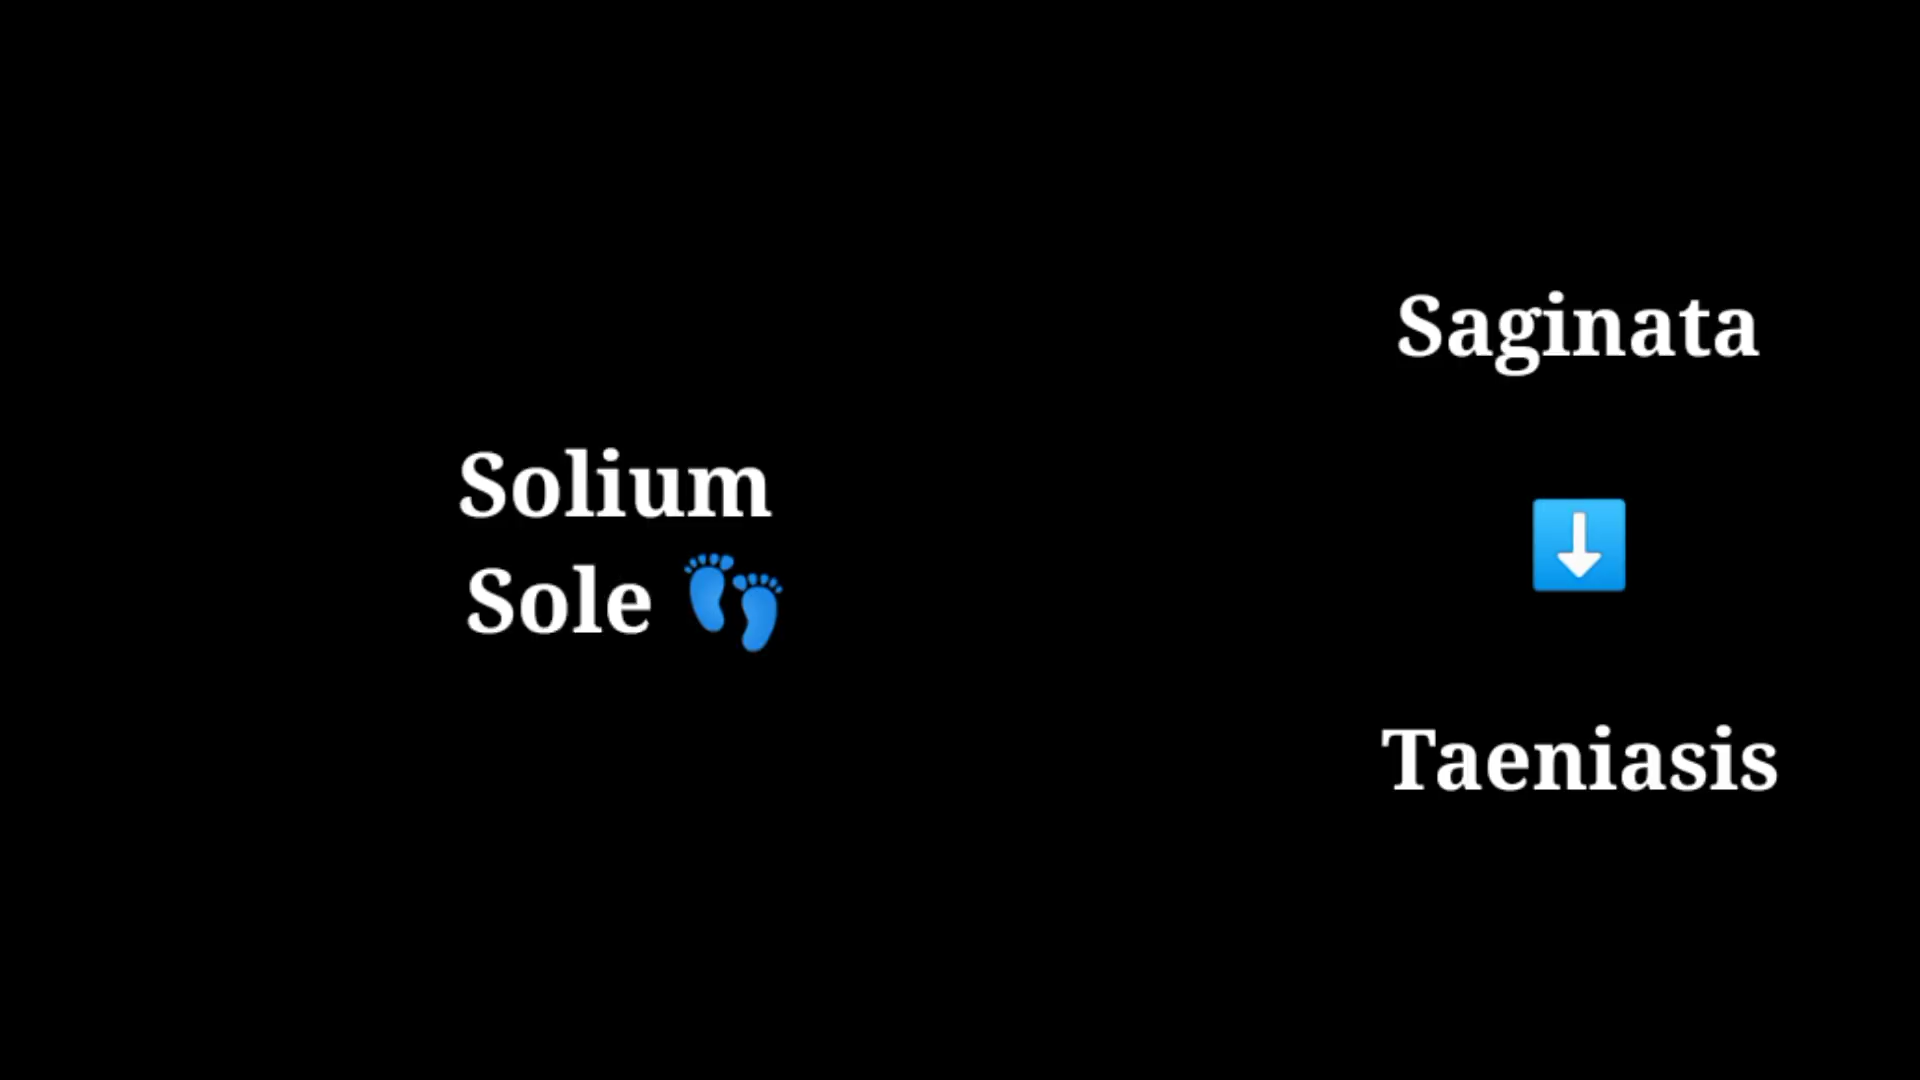 Solium
Sole 👣
Saginata
⬇️
Taeniasis